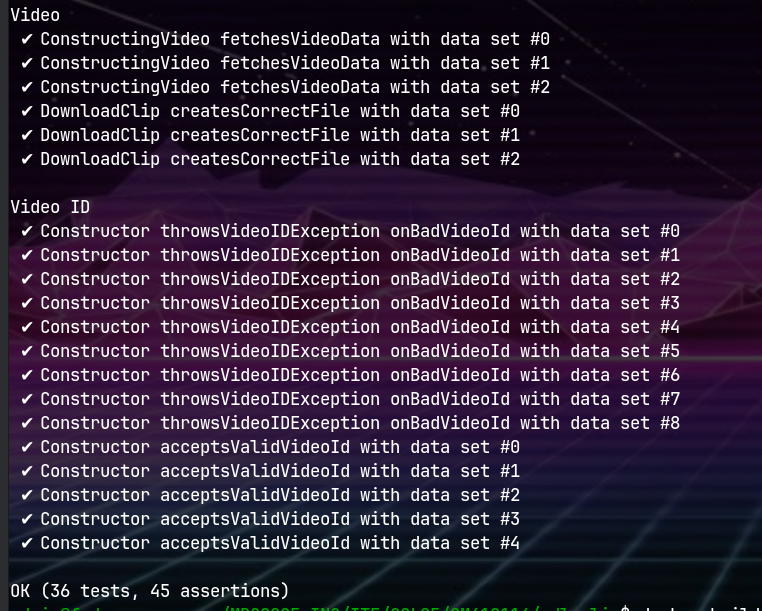 Video
✔ ConstructingVideo fetchesVideoData with data set #0
✔ ConstructingVideo fetchesVideoData with data set #1
✔ ConstructingVideo fetchesVideoData with data set #2
✔ DownloadClip createsCorrectFile with data set #0
✔ DownloadClip createsCorrectFile with data set #1
✔ DownloadClip createsCorrectFile with data set #2
Video ID
✔ Constructor throwsVideoIDException onBadVideoId with data set #0
✔ Constructor throwsVideoIDException onBadVideoId with data set #1
✔ Constructor throwsVideoIDException onBadVideoId with data set #2
✔ Constructor throwsVideoIDException onBadVideoId with data set #3
✔ Constructor throwsVideoIDException onBadVideoId with data set #4
✔ Constructor throwsVideoIDException onBadVideoId with data set #5
✔ Constructor throwsVideoIDException onBadVideoId with data set #6
✔ Constructor throwsVideoIDException onBadVideoId with data set #7
✔ Constructor throwsVideoIDException onBadVideoId with data set #8
✔ Constructor acceptsValidVideoId with data set #0
✔ Constructor acceptsValidVideoId with data set #1
✔ Constructor acceptsValidVideoId with data set #2
✔ Constructor acceptsValidVideoId with data set #3
✔ Constructor acceptsValidVideoId with data set #4
OK (36 tests, 45 assertions)